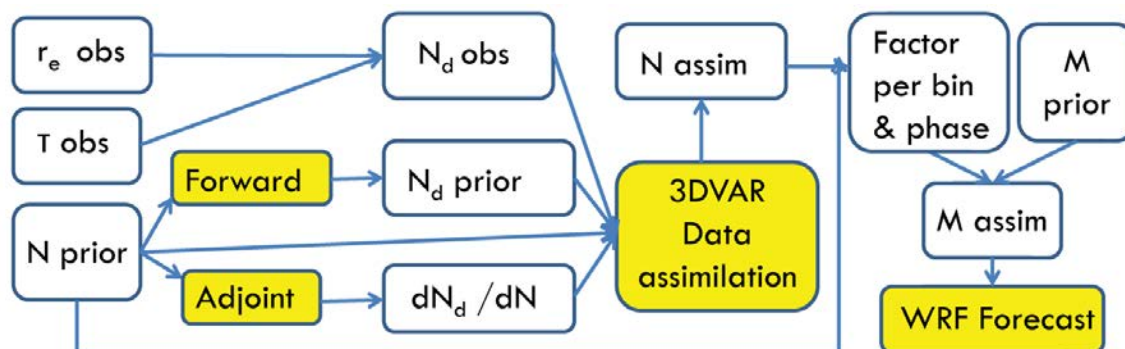 r_e obs
τ obs
N prior
Forward
Adjoint
N_d obs
N_d prior
dN_d /dN
N assim
3DVAR
Data
assimilation
Factor
per bin
& phase
M
prior
M assim
WRF Forecast